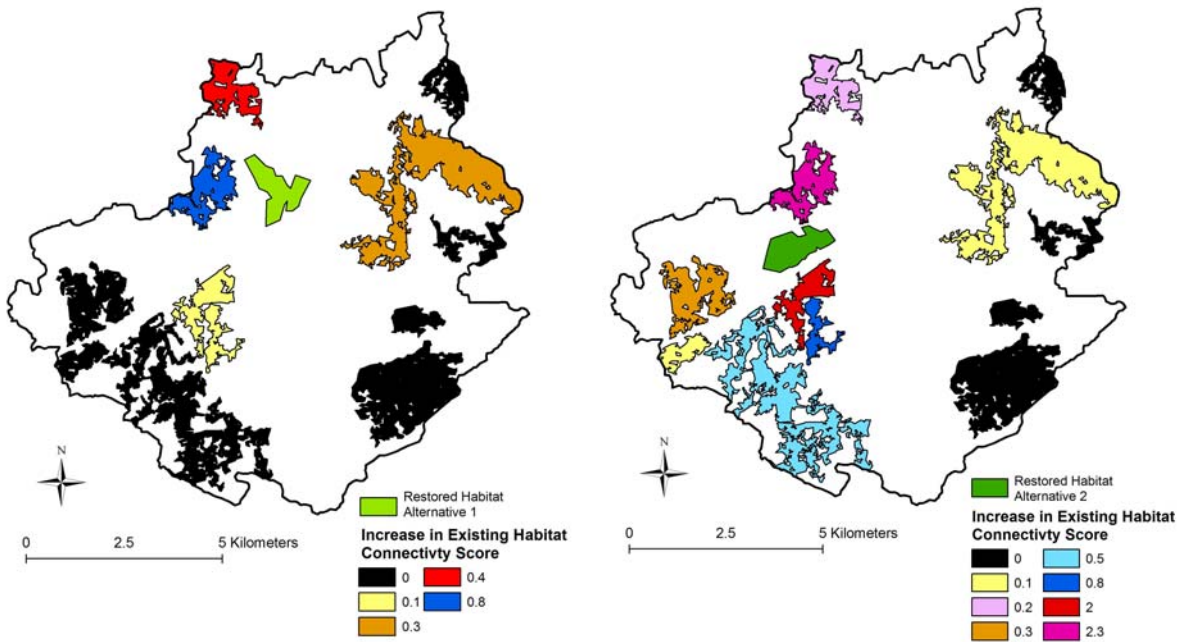 N
0 2.5 5 Kilometers
Restored Habitat
Alternative 1
Increase in Existing Habitat
Connectivty Score
0 0.4
0.1 0.8
0.3
N
0 2.5 5 Kilometers
Restored Habitat
Alternative 2
Increase in Existing Habitat
Connectivty Score
0 0.5
0.1 0.8
0.2 2
0.3 2.3